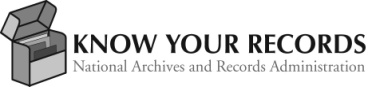 KNOW YOUR RECORDS
National Archives and Records Administration